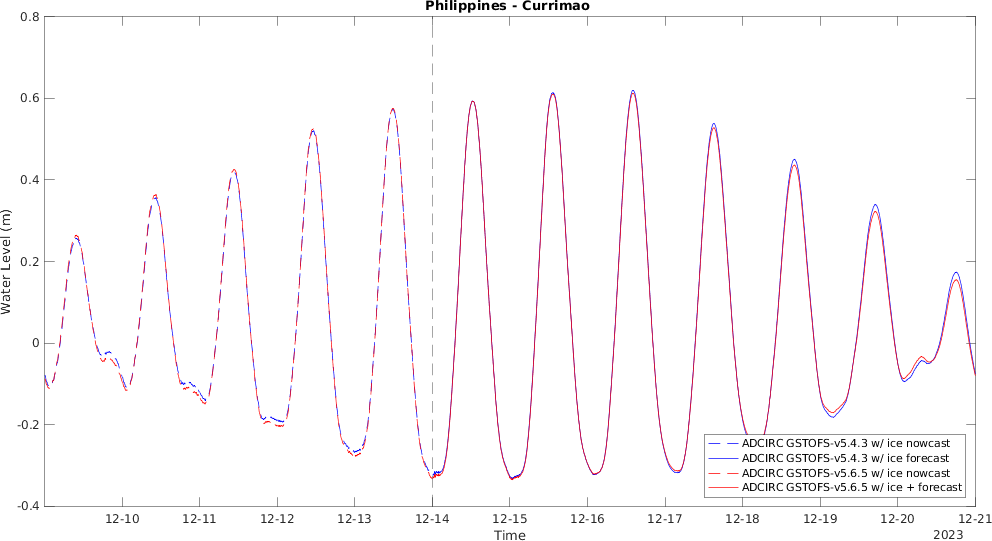 Philippines - Currimao
0.8
0.6
0.4
0.2
0
-0.2
-0.4
Water Level (m)
ADCIRC GSTOFS-v5.4.3 w/ ice nowcast
ADCIRC GSTOFS-v5.4.3 w/ ice forecast
ADCIRC GSTOFS-v5.6.5 w/ ice nowcast
ADCIRC GSTOFS-v5.6.5 w/ ice + forecast
12-10 12-11 12-12 12-13 12-14 12-15 12-16 12-17 12-18 12-19 12-20 12-21
Time
2023